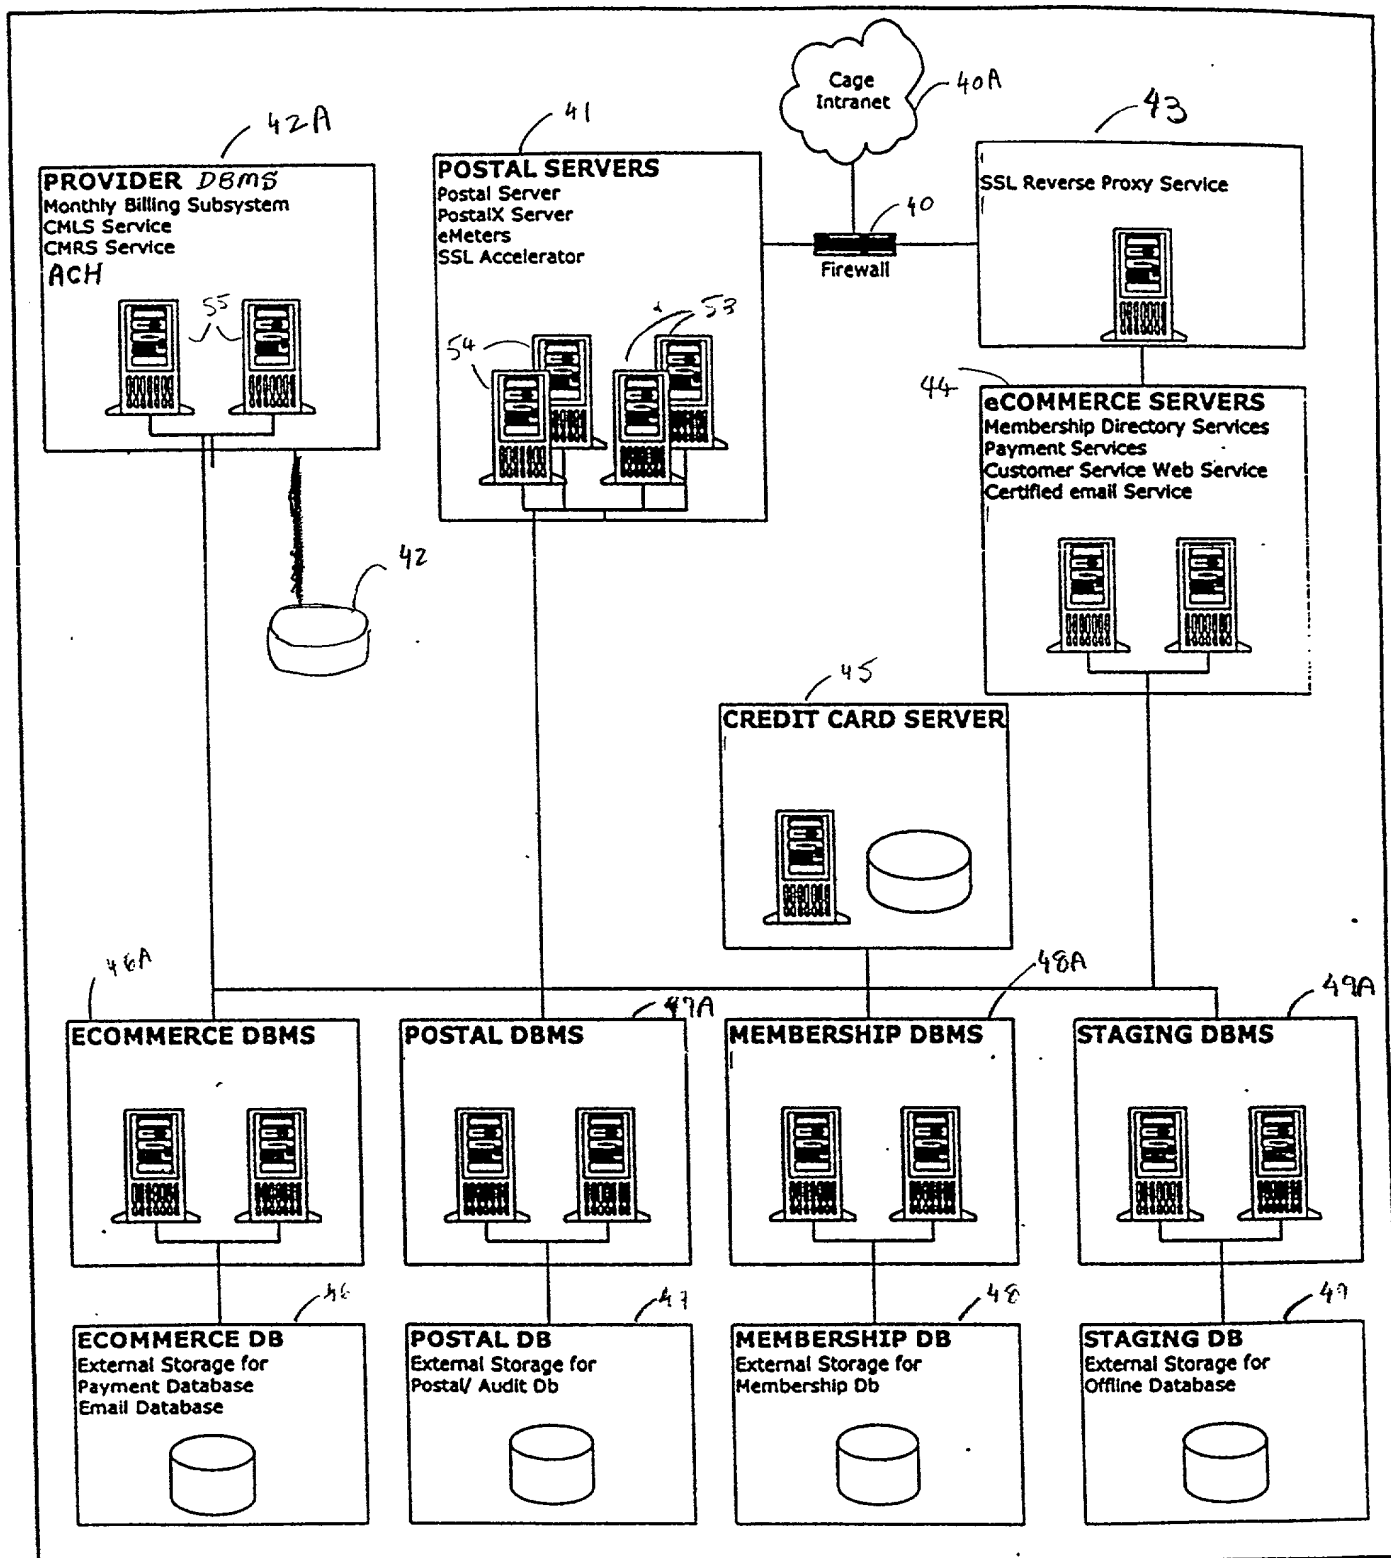 Cage
Intranet
40A
42A
PROVIDER DBMS
Monthly Billing Subsystem
CMLS Service
CMRS Service
ACH
55
41
POSTAL SERVERS
Postal Server
PostalX Server
eMeters
SSL Accelerator
54
53
40
Firewall
43
SSL Reverse Proxy Service
44
eCOMMERCE SERVERS
Membership Directory Services
Payment Services
Customer Service Web Service
Certified email Service
42
45
CREDIT CARD SERVER
46A
ECOMMERCE DBMS
47A
POSTAL DBMS
48A
MEMBERSHIP DBMS
49A
STAGING DBMS
46
ECOMMERCE DB
External Storage for
Payment Database
Email Database
47
POSTAL DB
External Storage for
Postal/ Audit Db
48
MEMBERSHIP DB
External Storage for
Membership Db
49
STAGING DB
External Storage for
Offline Database